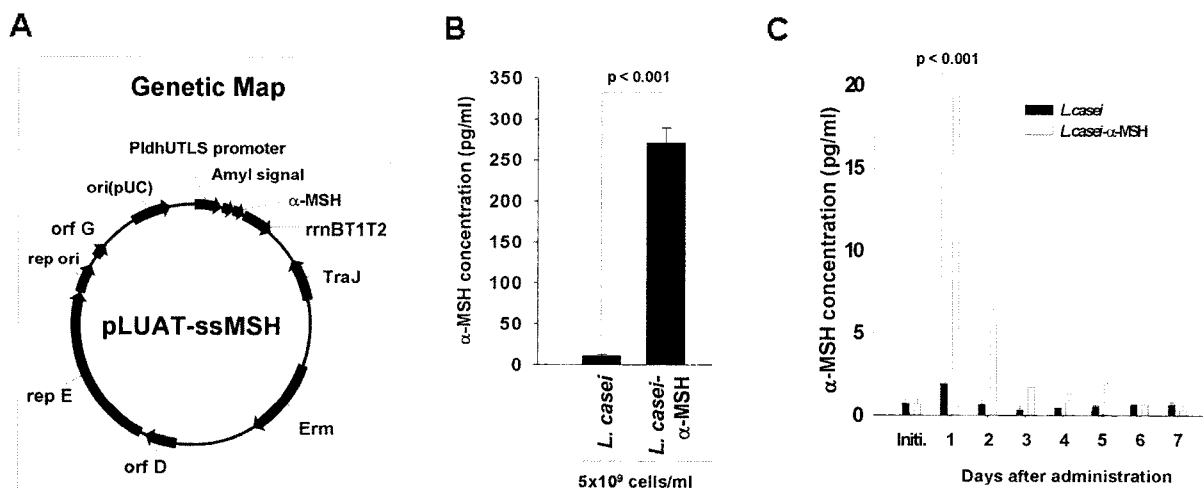 A
Genetic Map
PldhUTLS promoter
Amyl signal
α-MSH
ori(pUC)
rrnBT1T2
orf G
rep ori
TraJ
pLUAT-ssMSH
rep E
Erm
orf D
B
p < 0.001
α-MSH concentration (pg/ml)
350
300
250
200
150
100
50
0
L. casei
L. casei-
α-MSH
5x10⁹ cells/ml
C
p < 0.001
L.casei
L.casei-α-MSH
α-MSH concentration (pg/ml)
20
15
10
5
0
Initi. 1 2 3 4 5 6 7
Days after administration